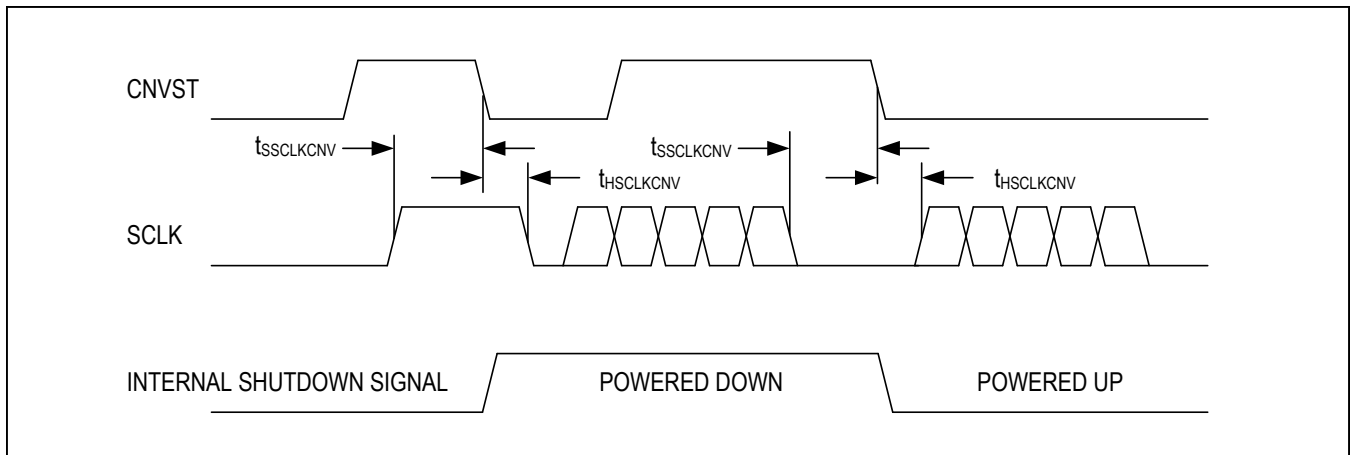 CNVST
tSSCLKCNV
tSSCLKCNV
tHSCLKCNV
tHSCLKCNV
SCLK
INTERNAL SHUTDOWN SIGNAL
POWERED DOWN
POWERED UP